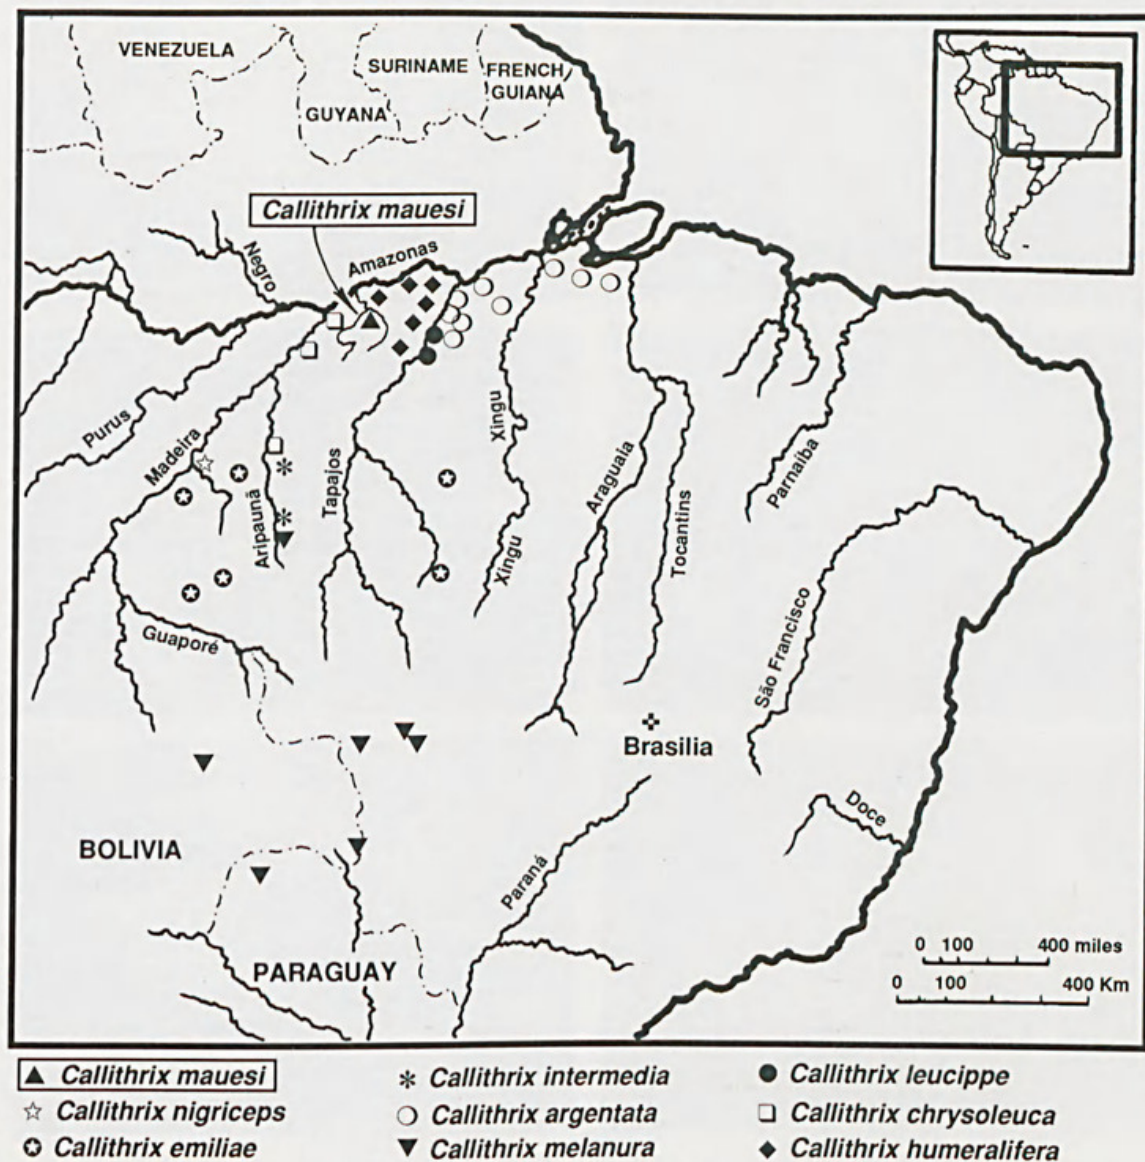 VENEZUELA
SURINAME
FRENCH
GUIANA
GUYANA
Callithrix mauesi
Negro
Amazonas
Purus
Madeira
Aripaunã
Tapajos
Xingu
Xingu
Araguaia
Tocantins
Parnaiba
São Francisco
Guaporé
Brasilia
Doce
Paraná
BOLIVIA
PARAGUAY
0 100 400 miles
0 100 400 Km
Callithrix mauesi
Callithrix intermedia
Callithrix leucippe
Callithrix nigriceps
Callithrix argentata
Callithrix chrysoleuca
Callithrix emiliae
Callithrix melanura
Callithrix humeralifera